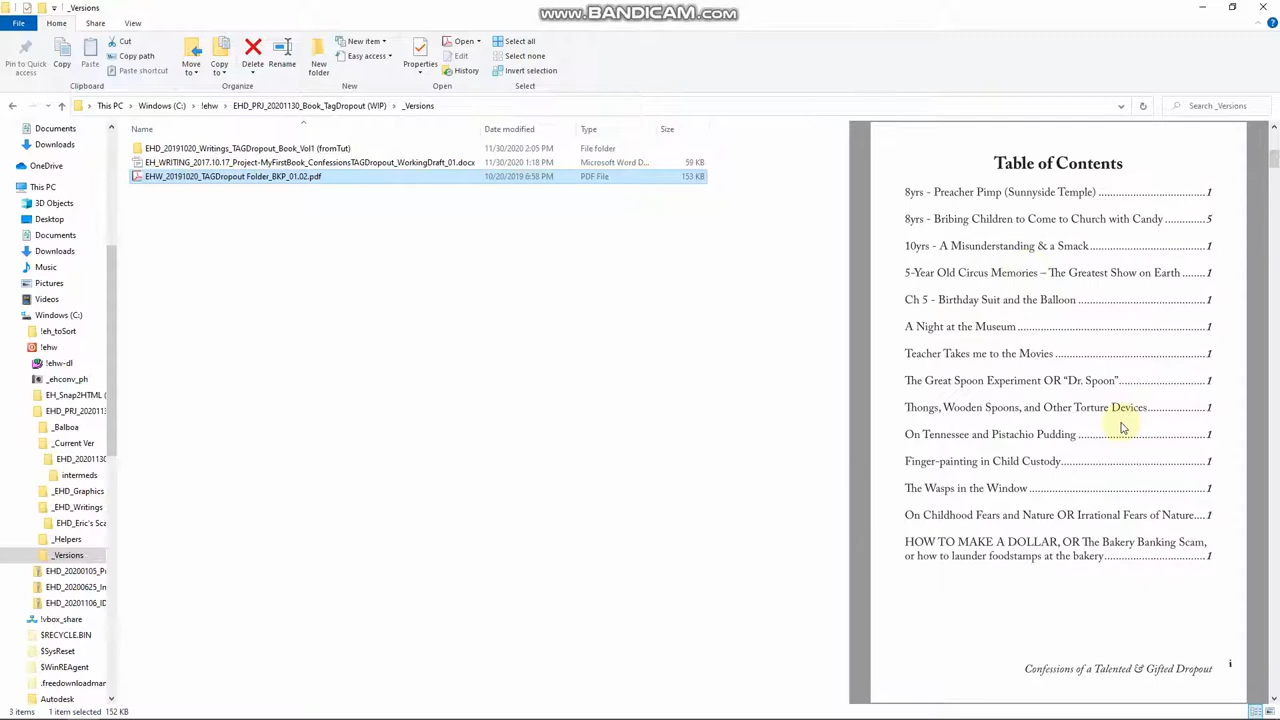 _Versions
www.BANDICAM.com
File
Home
Share
View
Pin to Quick access
Copy
Paste
Cut
Copy path
Paste shortcut
Move to
Copy to
Delete
Rename
New folder
New item
Easy access
Properties
Open
Edit
History
Select all
Select none
Invert selection
Clipboard
Organize
New
Open
Select
This PC
Windows (C:)
!ehw
EHD_PRJ_20201130_Book_TagDropout (WIP)
_Versions
Search _Versions
Name
Date modified
Type
Size
EHD_20191020_Writings_TAGDropout_Book_Vol1 (fromTut)
11/30/2020 2:05 PM
File folder
EH_WRITING_2017.10.17_Project-MyFirstBook_ConfessionsTAGDropout_WorkingDraft_01.docx
11/30/2020 1:18 PM
Microsoft Word D...
59 KB
EHW_20191020_TAGDropout Folder_BKP_01.02.pdf
10/20/2019 6:58 PM
PDF File
153 KB
Documents
Downloads
OneDrive
This PC
3D Objects
Desktop
Documents
Downloads
Music
Pictures
Videos
Windows (C:)
!eh_toSort
!ehw
!ehw-dl
_ehconv_ph
EH_Snap2HTML (
EHD_PRJ_2020113
_Balboa
_Current Ver
EHD_20201130
intermeds
_EHD_Graphics
_EHD_Writings
EHD_Eric's Sca
_Helpers
_Versions
EHD_20200105_Pr
EHD_20200625_In
EHD_20201106_ID
!vbox_share
$RECYCLE.BIN
$SysReset
$WinREAgent
.freedownloadman
Autodesk
Table of Contents
8yrs - Preacher Pimp (Sunnyside Temple) 1
8yrs - Bribing Children to Come to Church with Candy 5
10yrs - A Misunderstanding & a Smack 1
5-Year Old Circus Memories – The Greatest Show on Earth 1
Ch 5 - Birthday Suit and the Balloon 1
A Night at the Museum 1
Teacher Takes me to the Movies 1
The Great Spoon Experiment OR “Dr. Spoon” 1
Thongs, Wooden Spoons, and Other Torture Devices 1
On Tennessee and Pistachio Pudding 1
Finger-painting in Child Custody 1
The Wasps in the Window 1
On Childhood Fears and Nature OR Irrational Fears of Nature 1
HOW TO MAKE A DOLLAR, OR The Bakery Banking Scam,
or how to launder foodstamps at the bakery 1
Confessions of a Talented & Gifted Dropout
i
3 items
1 item selected 152 KB